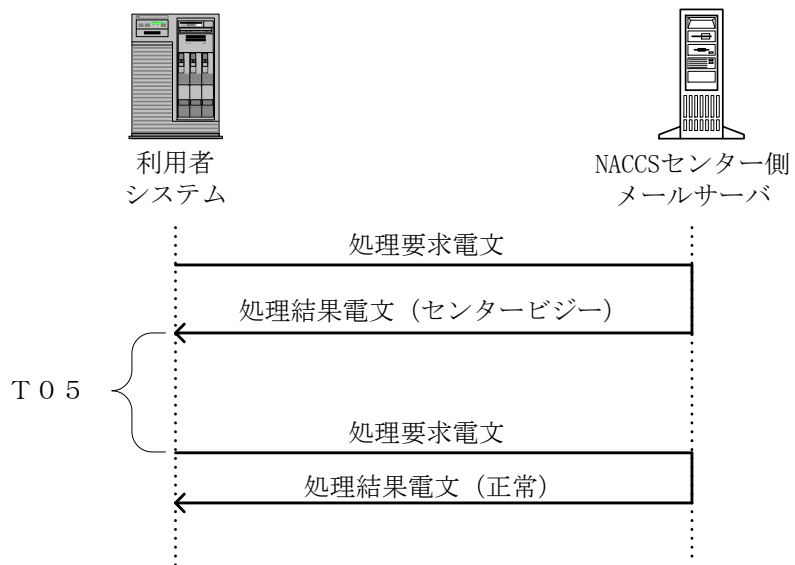 利用者
システム
NACCSセンター側
メールサーバ
処理要求電文
処理結果電文（センタービジー）
Ｔ０５
処理要求電文
処理結果電文（正常）